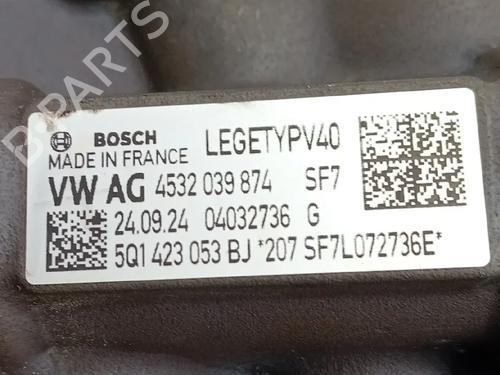 B-PARTS
BOSCH LEGETYPV40
MADE IN FRANCE
VW AG 4532 039 874 SF7
24.09.24 04032736 G
5Q1 423 053 BJ *207 SF7L072736E*